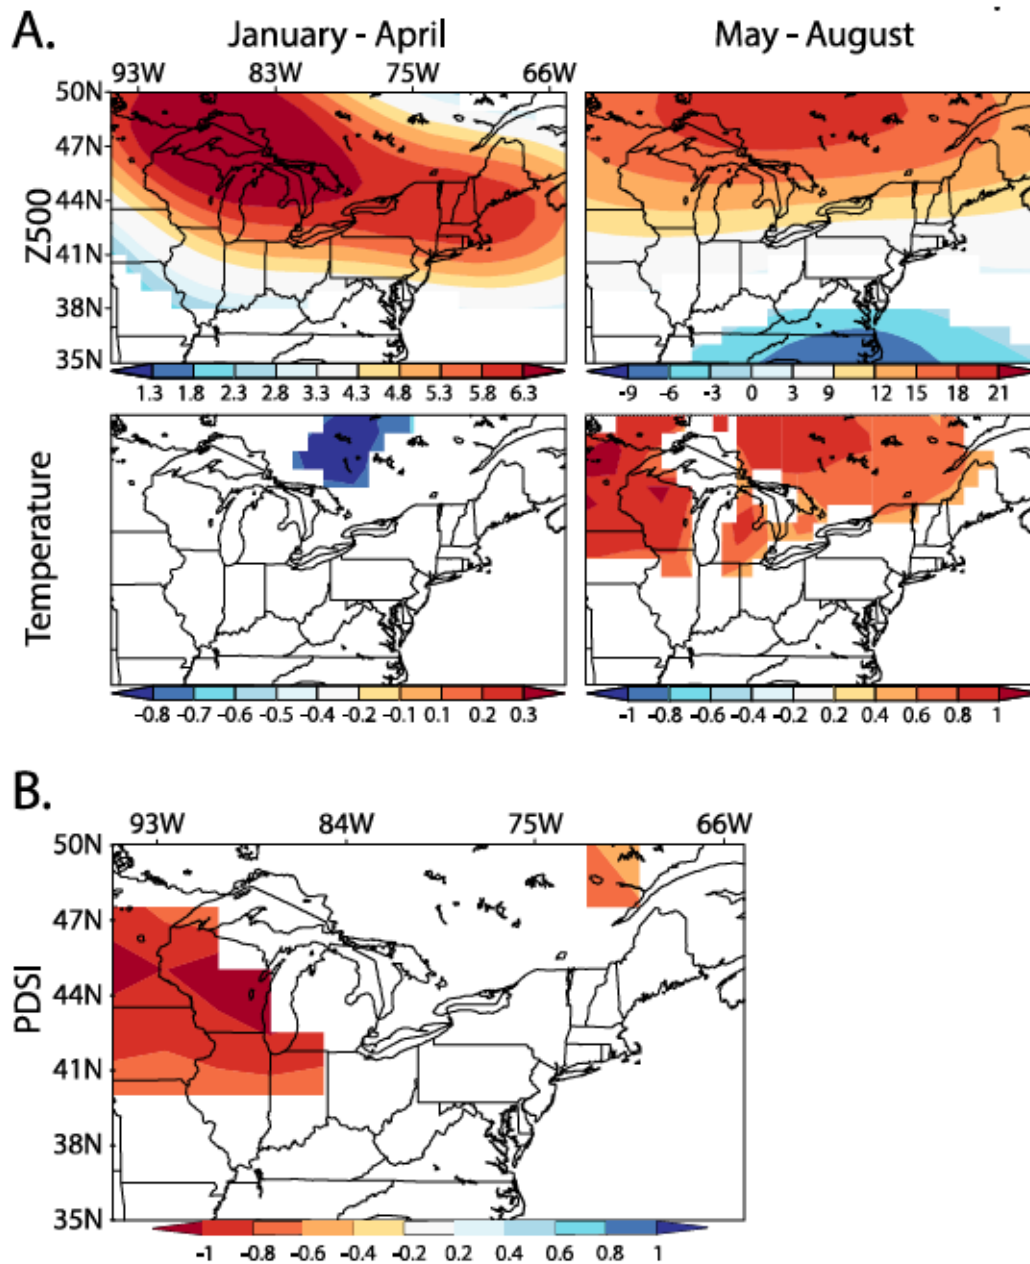 A.
January - April
May - August
93W 83W 75W 66W
50N
47N
44N
41N
38N
35N
Z500
1.3 1.8 2.3 2.8 3.3 4.3 4.8 5.3 5.8 6.3
-9 -6 -3 0 3 9 12 15 18 21
Temperature
-0.8 -0.7 -0.6 -0.5 -0.4 -0.2 -0.1 0.1 0.2 0.3
-1 -0.8 -0.6 -0.4 -0.2 0.2 0.4 0.6 0.8 1
B.
93W 84W 75W 66W
50N
47N
44N
41N
38N
35N
PDSI
-1 -0.8 -0.6 -0.4 -0.2 0.2 0.4 0.6 0.8 1